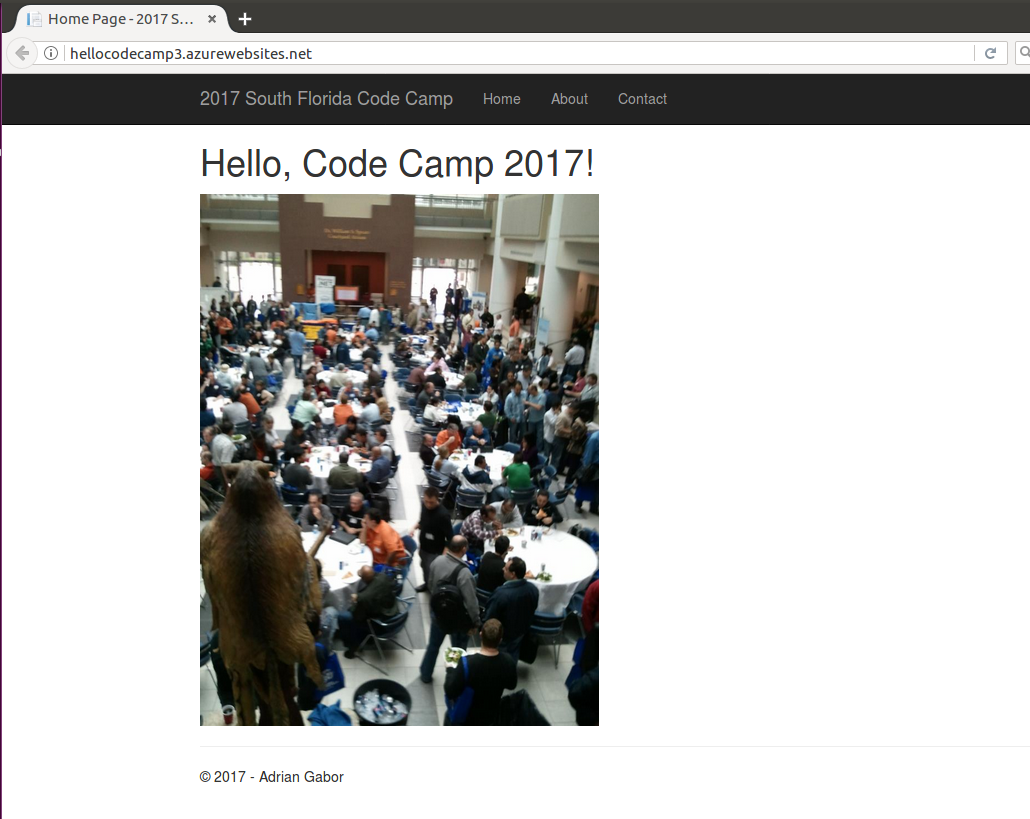 Home Page - 2017 S...
hellocodecamp3.azurewebsites.net
2017 South Florida Code Camp Home About Contact
Hello, Code Camp 2017!
.NET
© 2017 - Adrian Gabor